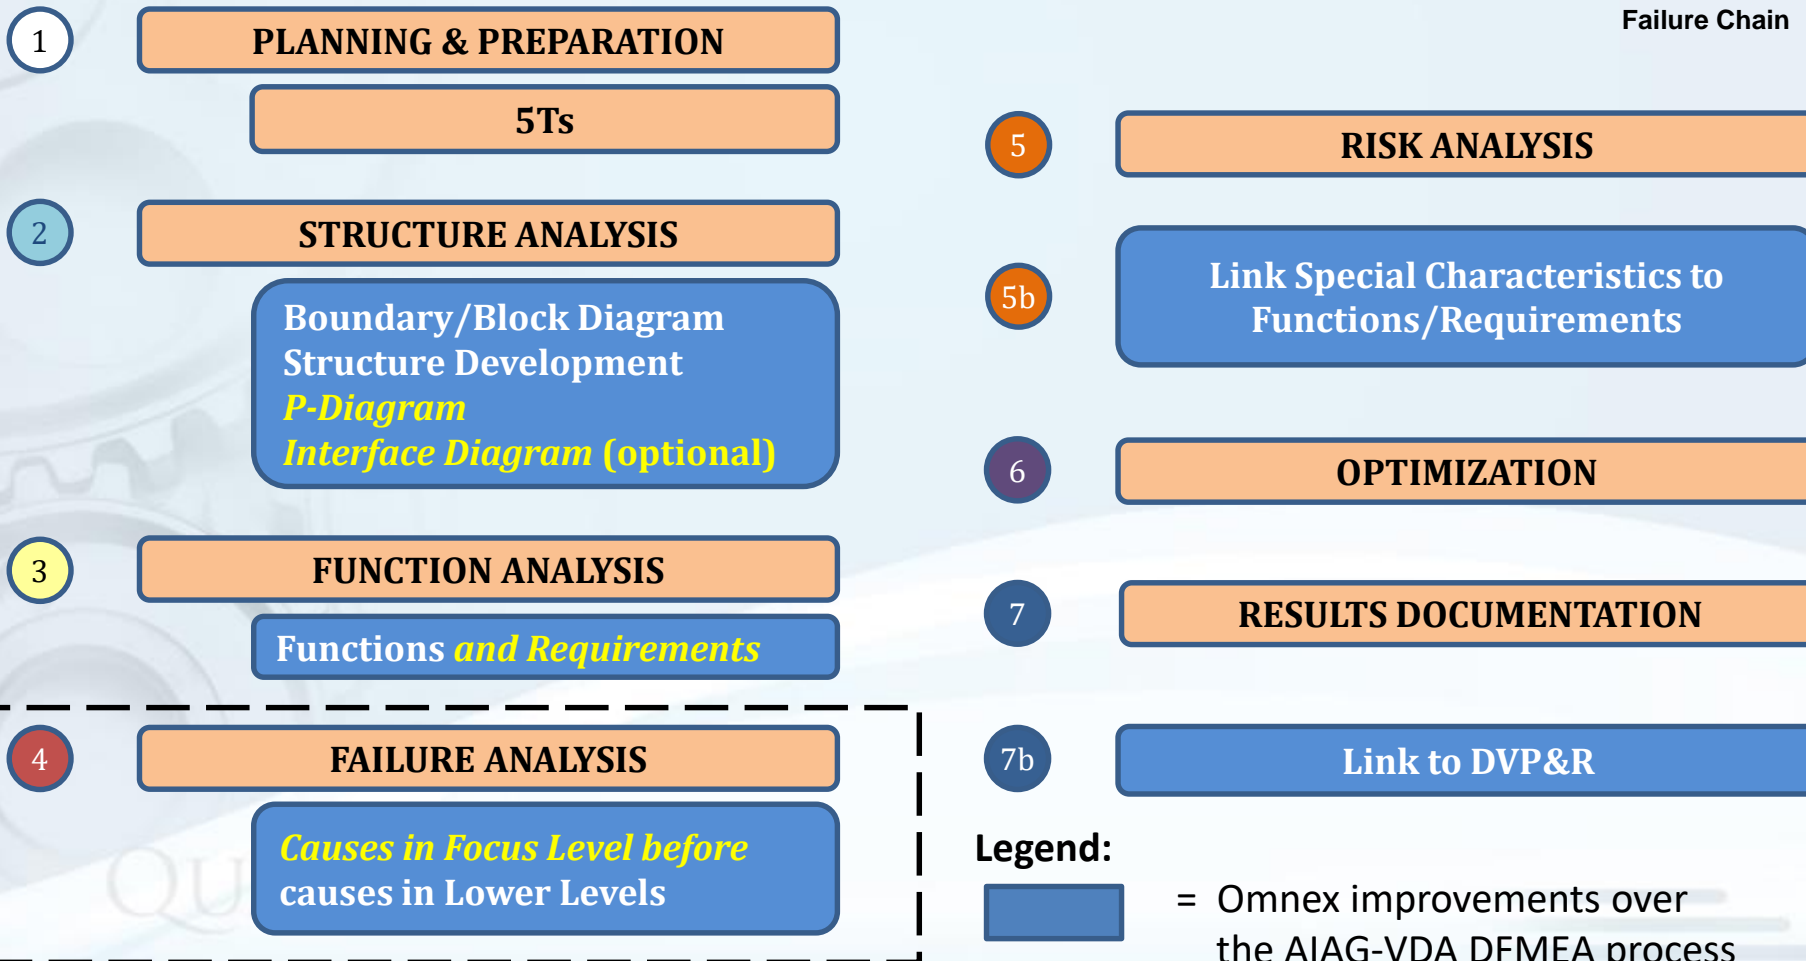 Failure Chain
1
PLANNING & PREPARATION
5Ts
2
STRUCTURE ANALYSIS
Boundary/Block Diagram
Structure Development
P-Diagram
Interface Diagram (optional)
3
FUNCTION ANALYSIS
Functions and Requirements
4
FAILURE ANALYSIS
Causes in Focus Level before
causes in Lower Levels
QU
5
RISK ANALYSIS
5b
Link Special Characteristics to
Functions/Requirements
6
OPTIMIZATION
7
RESULTS DOCUMENTATION
7b
Link to DVP&R
Legend:
= Omnex improvements over
the AIAG-VDA DFMEA process